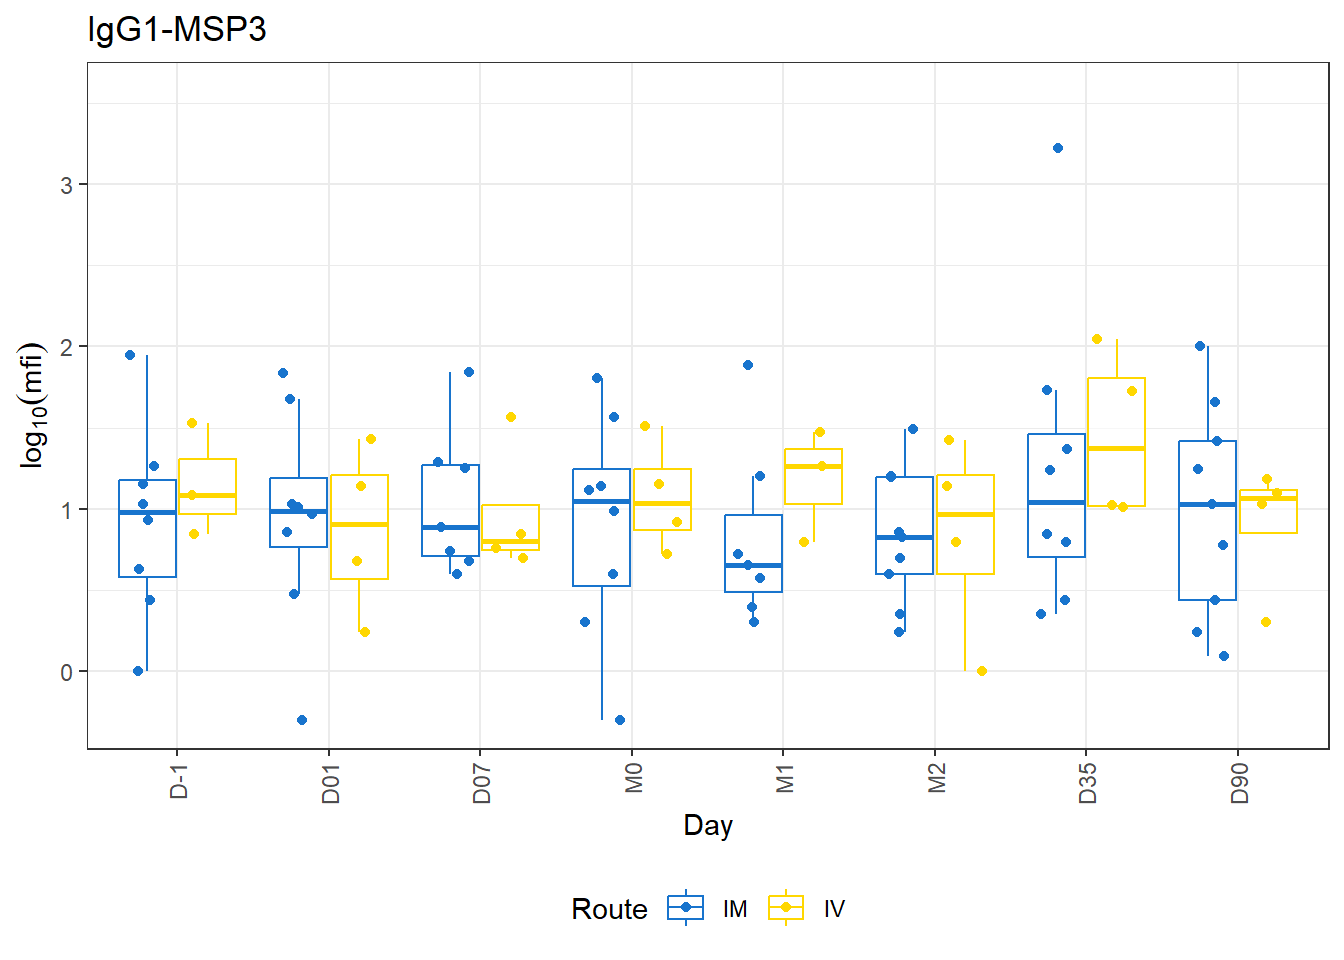 IgG1-MSP3
log10(mfi)
3
2
1
0
D-1 D01 D07 M0 M1 M2 D35 D90
Day
Route IM IV